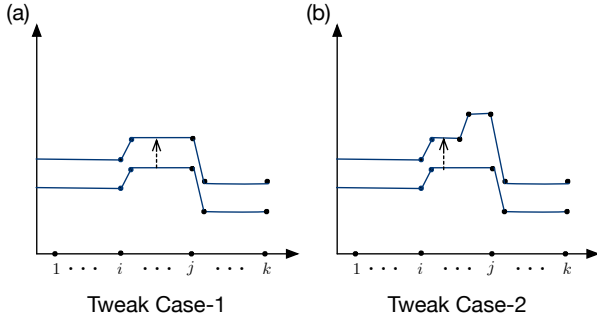 (a)
(b)
1 · · · i · · · j · · · k
1 · · · i · · · j · · · k
Tweak Case-1
Tweak Case-2